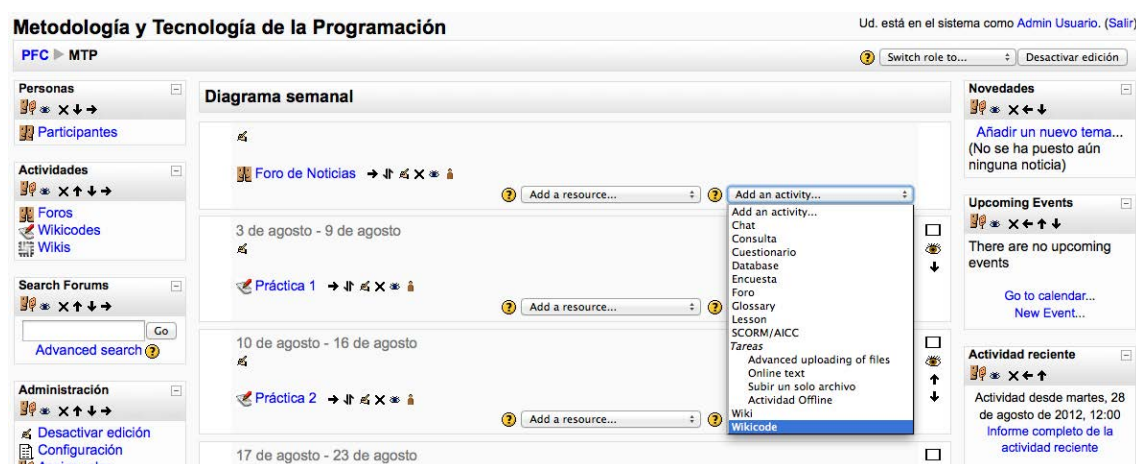 Metodología y Tecnología de la Programación
Ud. está en el sistema como Admin Usuario. (Salir)
PFC ► MTP
Switch role to...
Desactivar edición
Personas
Participantes
Actividades
Foros
Wikicodes
Wikis
Search Forums
Go
Advanced search
Administración
Desactivar edición
Configuración
Diagrama semanal
Foro de Noticias
Add a resource...
Add an activity...
3 de agosto - 9 de agosto
Práctica 1
Add a resource...
10 de agosto - 16 de agosto
Práctica 2
Add a resource...
17 de agosto - 23 de agosto
Add an activity...
Chat
Consulta
Cuestionario
Database
Encuesta
Foro
Glossary
Lesson
SCORM/AICC
Tareas
Advanced uploading of files
Online text
Subir un solo archivo
Actividad Offline
Wiki
Wikicode
Novedades
Añadir un nuevo tema...
(No se ha puesto aún
ninguna noticia)
Upcoming Events
There are no upcoming
events
Go to calendar...
New Event...
Actividad reciente
Actividad desde martes, 28
de agosto de 2012, 12:00
Informe completo de la
actividad reciente